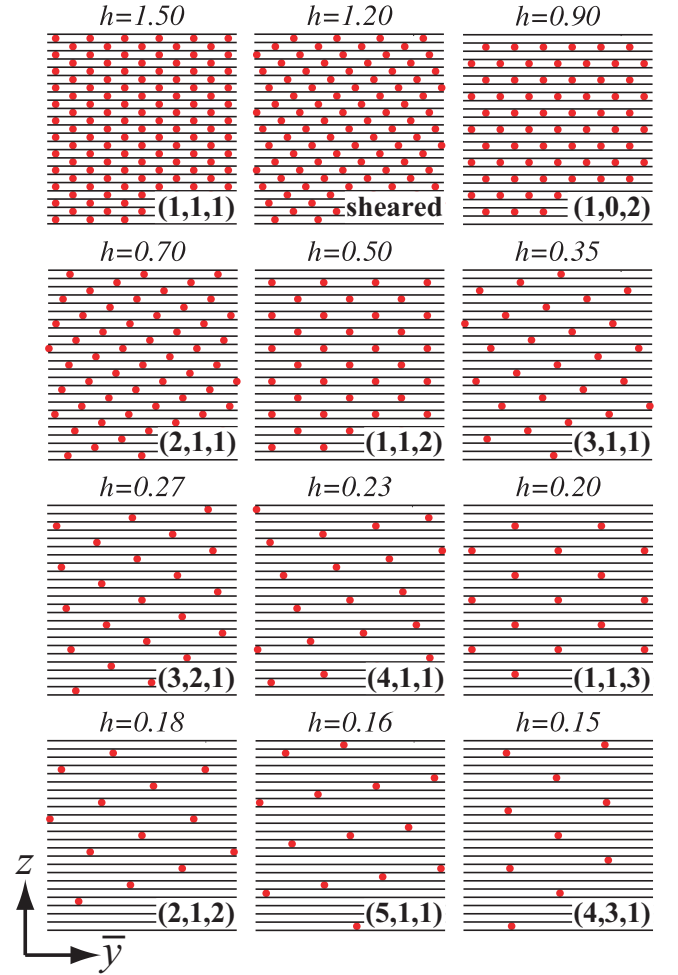 h=1.50 h=1.20 h=0.90
(1,1,1) sheared (1,0,2)
h=0.70 h=0.50 h=0.35
(2,1,1) (1,1,2) (3,1,1)
h=0.27 h=0.23 h=0.20
(3,2,1) (4,1,1) (1,1,3)
h=0.18 h=0.16 h=0.15
z
(2,1,2) (5,1,1) (4,3,1)
y̅